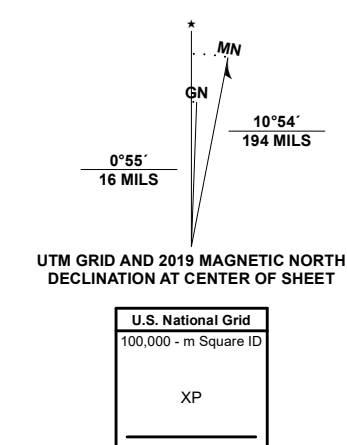 ★
MN
GN
10°54´
194 MILS
0°55´
16 MILS
UTM GRID AND 2019 MAGNETIC NORTH
DECLINATION AT CENTER OF SHEET
U.S. National Grid
100,000 - m Square ID
XP